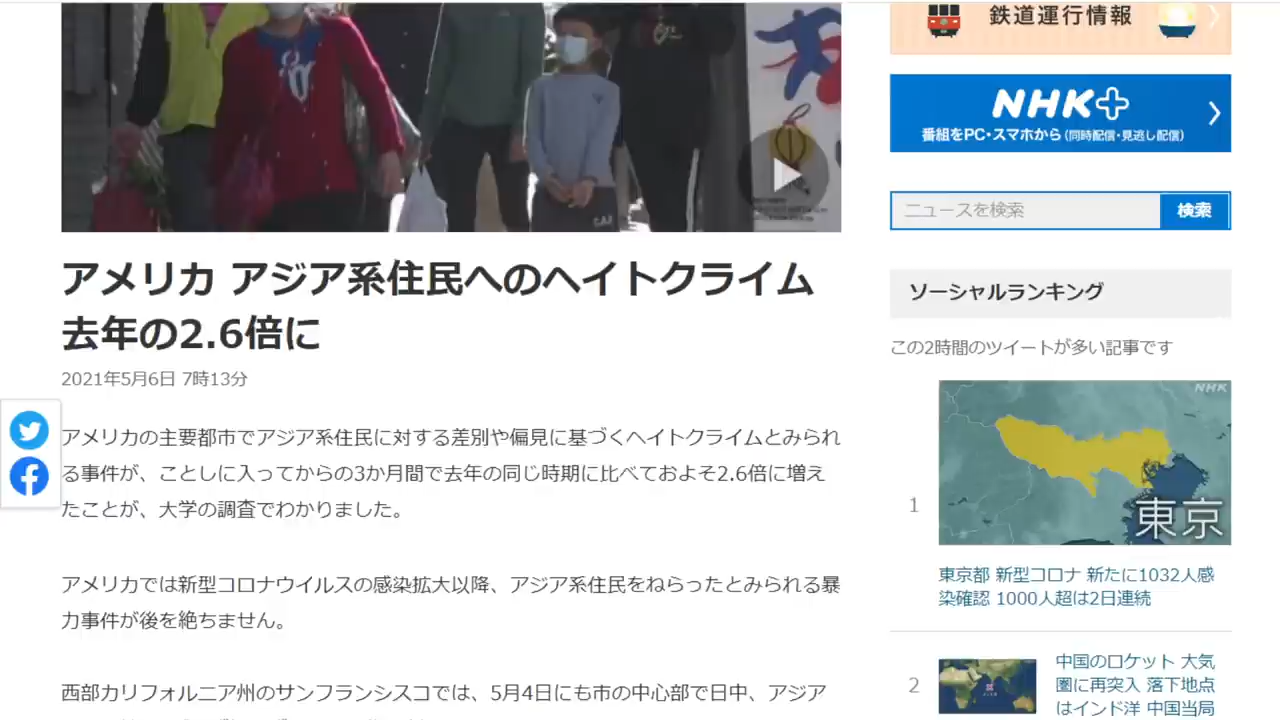 鉄道運行情報
NHK+
番組をPC・スマホから(同時配信・見逃し配信)
ニュースを検索
検索
アメリカ アジア系住民へのヘイトクライム
去年の2.6倍に
2021年5月6日 7時13分
アメリカの主要都市でアジア系住民に対する差別や偏見に基づくヘイトクライムとみられ
る事件が、ことしに入ってからの3か月間で去年の同じ時期に比べておよそ2.6倍に増え
たことが、大学の調査でわかりました。
アメリカでは新型コロナウイルスの感染拡大以降、アジア系住民をねらったとみられる暴
力事件が後を絶ちません。
西部カリフォルニア州のサンフランシスコでは、5月4日にも市の中心部で日中、アジア
ソーシャルランキング
この2時間のツイートが多い記事です
1
NHK
東京
東京都 新型コロナ 新たに1032人感
染確認 1000人超は2日連続
2
中国のロケット 大気
圏に再突入 落下地点
はインド洋 中国当局